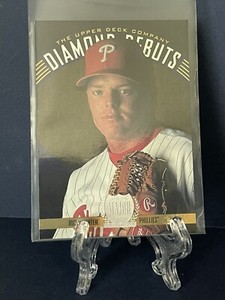 THE UPPER DECK COMPANY
DIAMOND DEBUTS
P
PHILLIES